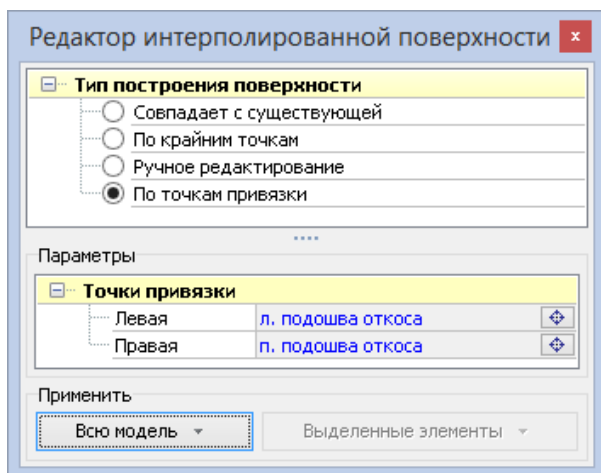 Редактор интерполированной поверхности x
Тип построения поверхности
Совпадает с существующей
По крайним точкам
Ручное редактирование
По точкам привязки
Параметры
Точки привязки
Левая л. подошва откоса
Правая п. подошва откоса
Применить
Всю модель Выделенные элементы